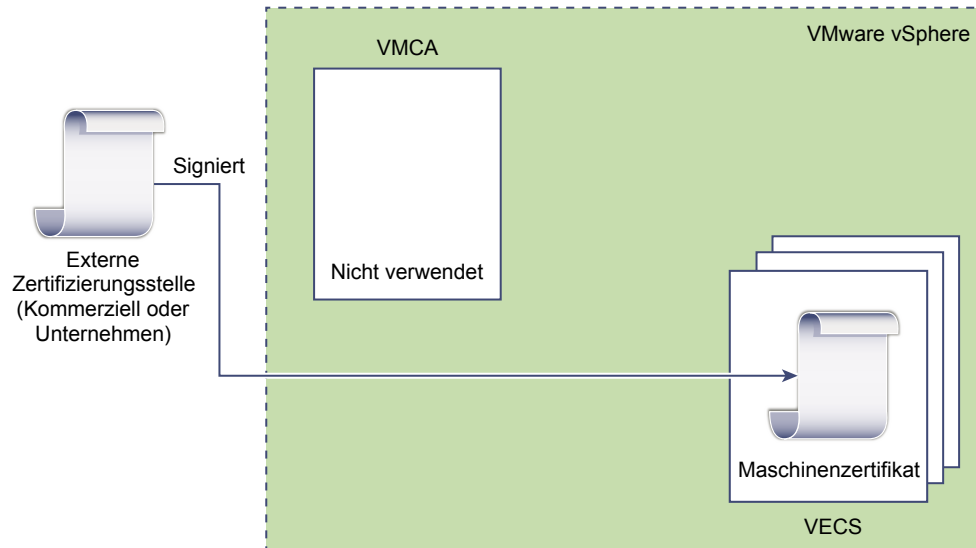 VMware vSphere
VMCA
Signiert
Nicht verwendet
Externe
Zertifizierungsstelle
(Kommerziell oder
Unternehmen)
Maschinenzertifikat
VECS